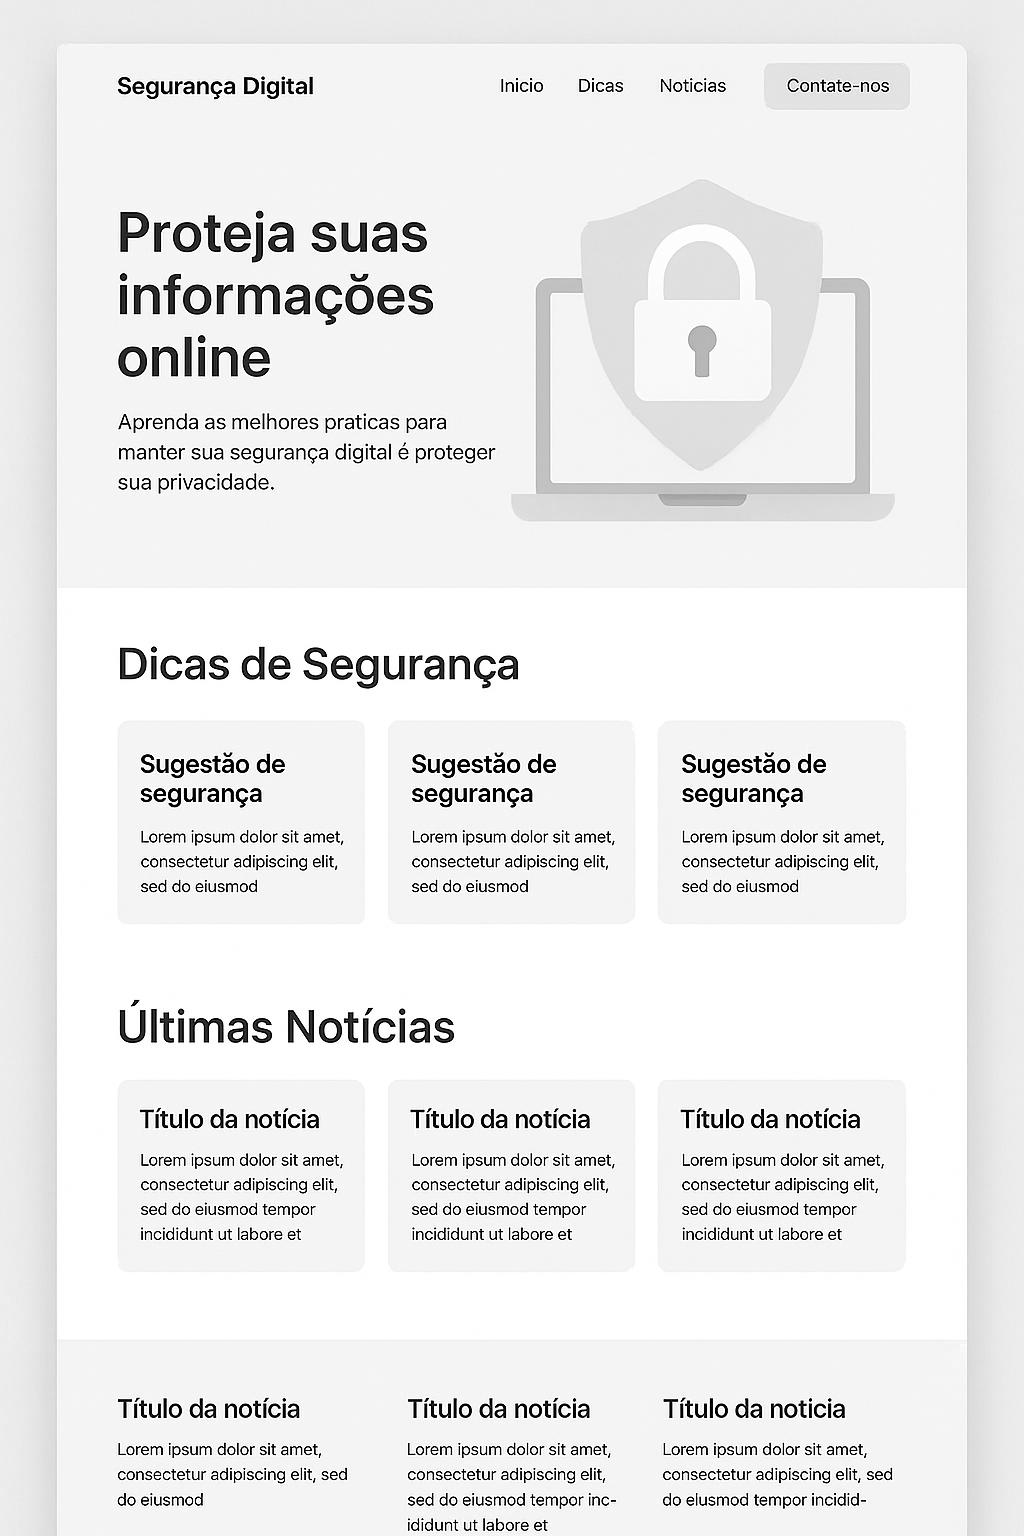 Segurança Digital
Inicio Dicas Noticias Contate-nos
Proteja suas
informaçŏes
online
Aprenda as melhores praticas para
manter sua segurança digital é proteger
sua privacidade.
Dicas de Segurança
Sugestăo de
segurança
Lorem ipsum dolor sit amet,
consectetur adipiscing elit,
sed do eiusmod
Sugestăo de
segurança
Lorem ipsum dolor sit amet,
consectetur adipiscing elit,
sed do eiusmod
Sugestăo de
segurança
Lorem ipsum dolor sit amet,
consectetur adipiscing elit,
sed do eiusmod
Últimas Notícias
Título da notícia
Lorem ipsum dolor sit amet,
consectetur adipiscing elit,
sed do eiusmod tempor
incididunt ut labore et
Título da notícia
Lorem ipsum dolor sit amet,
consectetur adipiscing elit,
sed do eiusmod tempor
incididunt ut labore et
Título da notícia
Lorem ipsum dolor sit amet,
consectetur adipiscing elit,
sed do eiusmod tempor
incididunt ut labore et
Título da notícia
Lorem ipsum dolor sit amet,
consectetur adipiscing elit, sed
do eiusmod
Título da notícia
Lorem ipsum dolor sit amet,
consectetur adipiscing elit,
sed do eiusmod tempor inc-
ididunt ut labore et
Título da noticia
Lorem ipsum dolor sit amet,
consectetur adipiscing elit, sed
do elusmod tempor incidid-